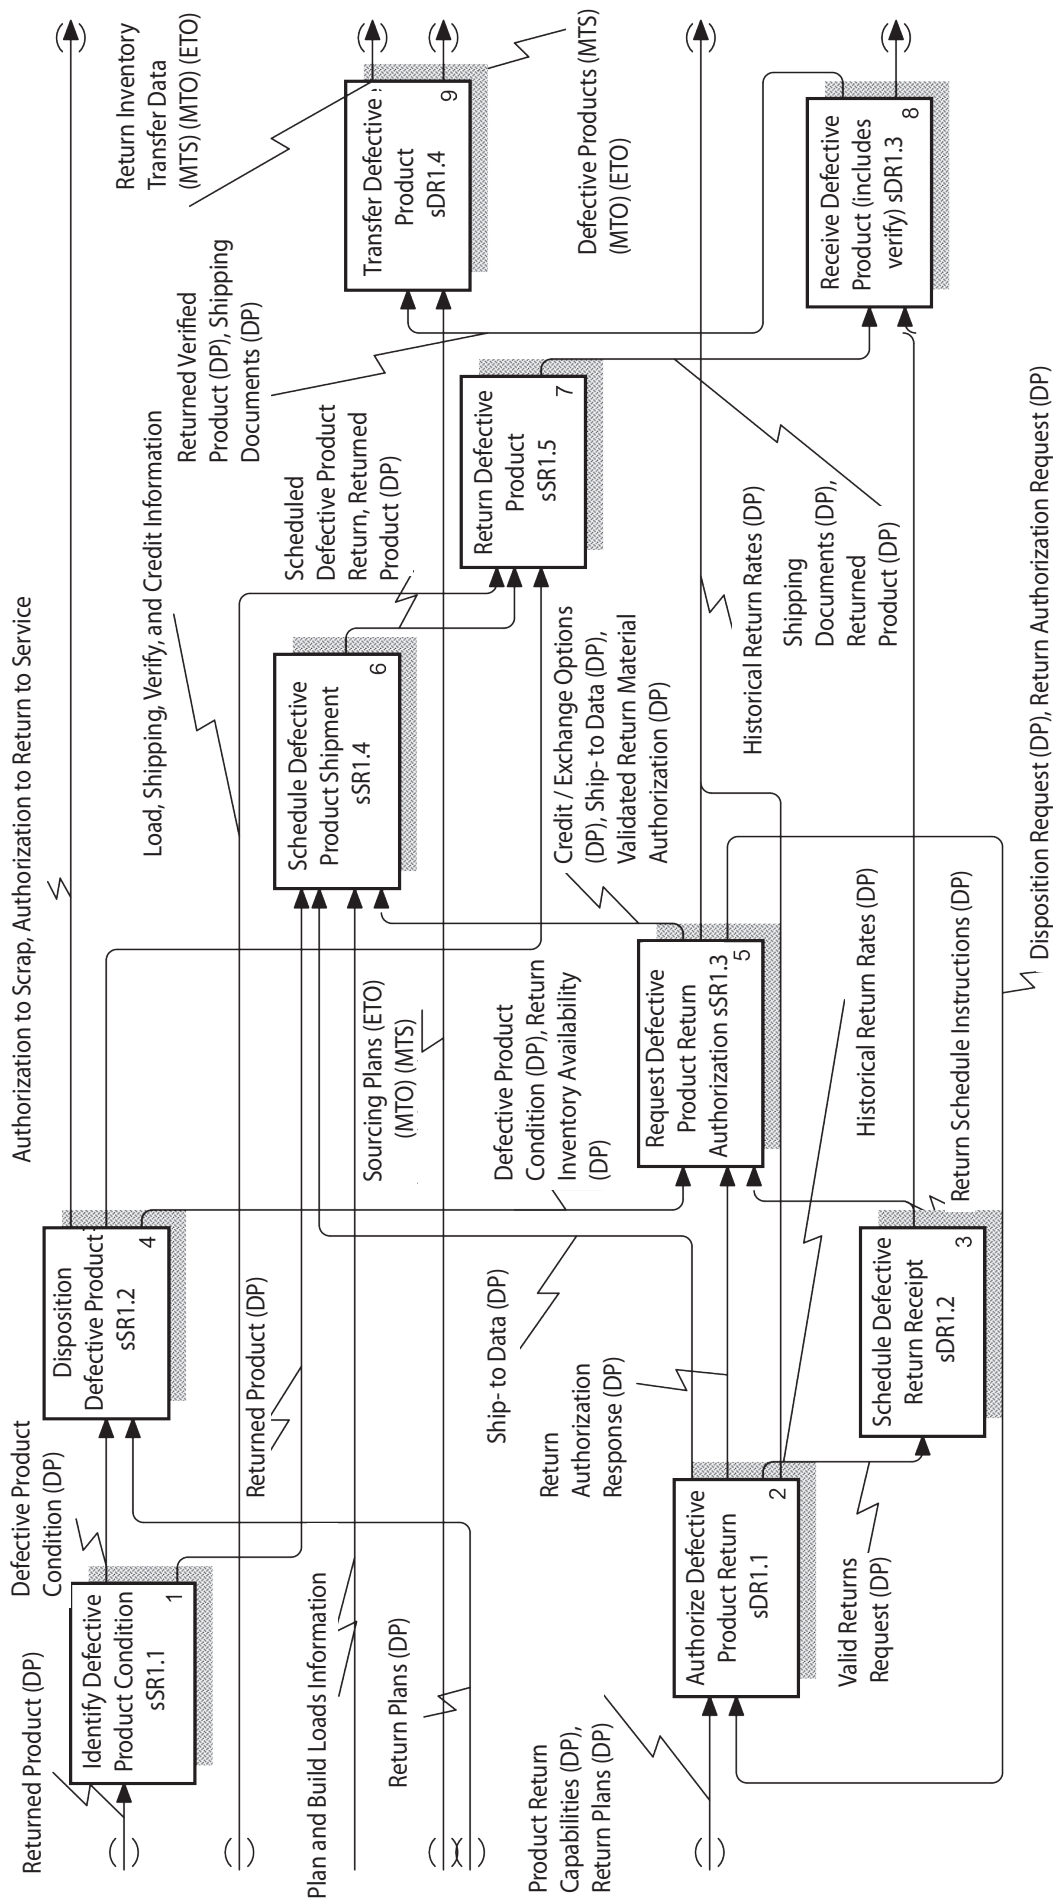 Authorization to Scrap, Authorization to Return to Service
Returned Product (DP)
Identify Defective
Product Condition
sSR1.1
1
Defective Product
Condition (DP)
Disposition
Defective Product
sSR1.2
4
Load, Shipping, Verify, and Credit Information
Returned Product (DP)
Return Inventory
Transfer Data
(MTS) (MTO) (ETO)
Returned Verified
Product (DP), Shipping
Documents (DP)
Scheduled
Defective Product
Return, Returned
Product (DP)
Schedule Defective
Product Shipment
sSR1.4
6
Plan and Build Loads Information
Sourcing Plans (ETO)
(MTO) (MTS)
Return Plans (DP)
Transfer Defective
Product
sDR1.4
9
Return Defective
Product
sSR1.5
7
Defective Products (MTS)
(MTO) (ETO)
Ship- to Data (DP)
Defective Product
Condition (DP), Return
Inventory Availability
(DP)
Credit / Exchange Options
(DP), Ship- to Data (DP),
Validated Return Material
Authorization (DP)
Product Return
Capabilities (DP),
Return Plans (DP)
Return
Authorization
Response (DP)
Request Defective
Product Return
Authorization sSR1.3
5
Authorize Defective
Product Return
sDR1.1
2
Historical Return Rates (DP)
Shipping
Documents (DP),
Returned
Product (DP)
Receive Defective
Product (includes
verify) sDR1.3
8
Valid Returns
Request (DP)
Historical Return Rates (DP)
Schedule Defective
Return Receipt
sDR1.2
3
Return Schedule Instructions (DP)
Disposition Request (DP), Return Authorization Request (DP)